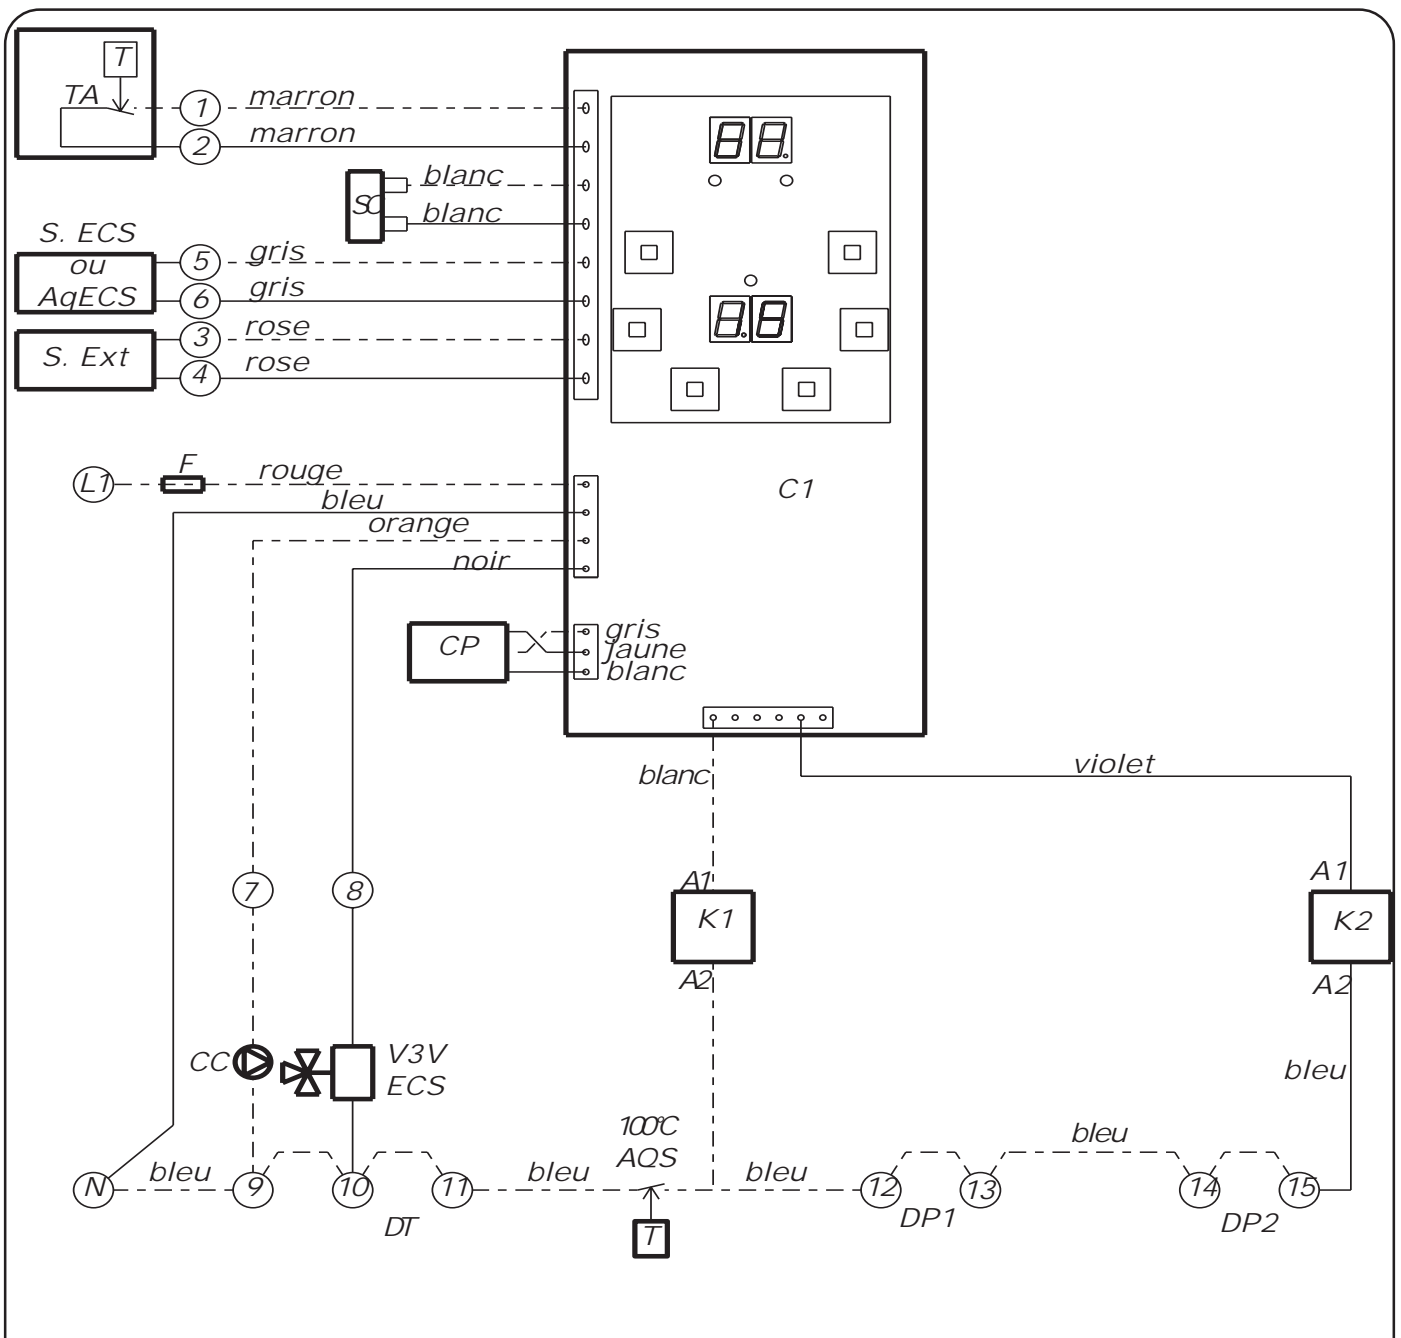 T
TA
1 marron
2 marron
blanc
SC
blanc
S. ECS
ou
AqECS
5 gris
6 gris
3 rose
S. Ext
4 rose
L1 F rouge
bleu
orange
noir
C1
CP
gris
jaune
blanc
blanc
violet
7
8
A1
K1
A2
A1
K2
A2
CC
V3V
ECS
bleu
100°C
AQS
bleu
N bleu 9 10 11 bleu bleu 12 13 14 15
DT
DP1
DP2
T